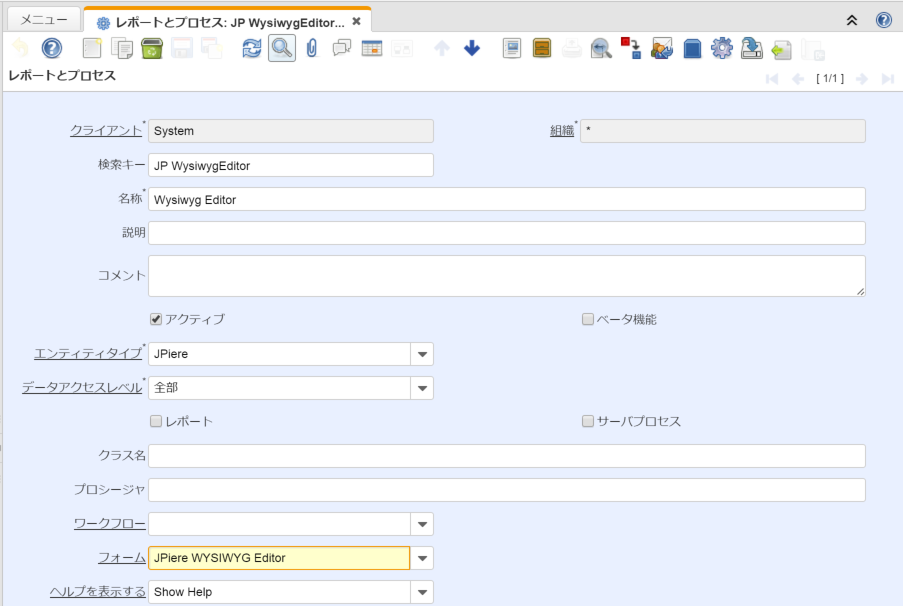 メニュー
レポートとプロセス: JP WysiwygEditor...
レポートとプロセス
[ 1/1 ]
クライアント* System
組織* *
検索キー JP WysiwygEditor
名称* Wysiwyg Editor
説明
コメント
アクティブ
ベータ機能
エンティティタイプ* JPiere
データアクセスレベル* 全部
レポート
サーバプロセス
クラス名
プロシージャ
ワークフロー
フォーム JPiere WYSIWYG Editor
ヘルプを表示する Show Help